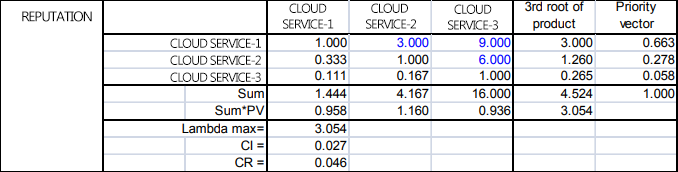 REPUTATION CLOUD SERVICE-1 CLOUD SERVICE-2 CLOUD SERVICE-3 3rd root of product Priority vector
CLOUD SERVICE-1 1.000 3.000 9.000 3.000 0.663
CLOUD SERVICE-2 0.333 1.000 6.000 1.260 0.278
CLOUD SERVICE-3 0.111 0.167 1.000 0.265 0.058
Sum 1.444 4.167 16.000 4.524 1.000
Sum*PV 0.958 1.160 0.936 3.054
Lambda max= 3.054
CI = 0.027
CR = 0.046